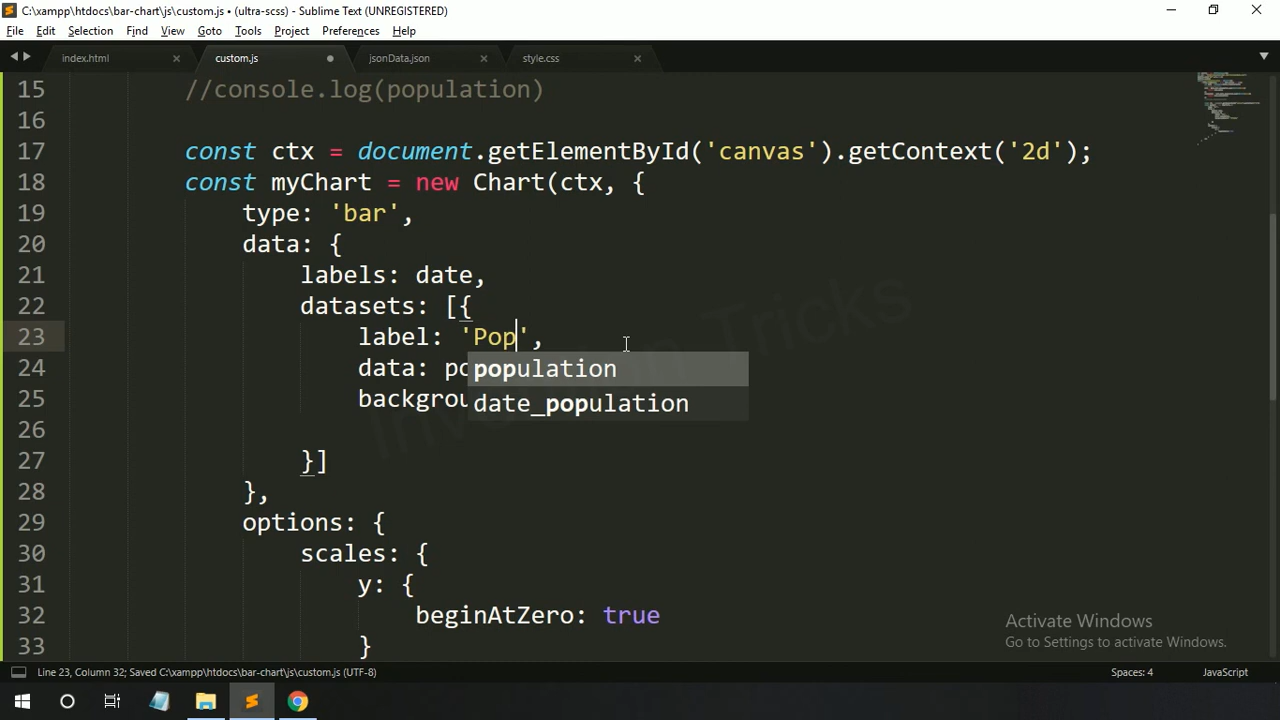 C:\xampp\htdocs\bar-chart\js\custom.js • (ultra-scss) - Sublime Text (UNREGISTERED)
File Edit Selection Find View Goto Tools Project Preferences Help
index.html custom.js jsonData.json style.css
15 //console.log(population)
16
17 const ctx = document.getElementById('canvas').getContext('2d');
18 const myChart = new Chart(ctx, {
19 type: 'bar',
20 data: {
21 labels: date,
22 datasets: [{
23 label: 'Pop',
24 data: po
population
25 backgrou
date_population
26
27 }]
28 },
29 options: {
30 scales: {
31 y: {
32 beginAtZero: true
33 }
Tricks
Activate Windows
Go to Settings to activate Windows.
Line 23, Column 32; Saved C:\xampp\htdocs\bar-chart\js\custom.js (UTF-8) Spaces: 4 JavaScript